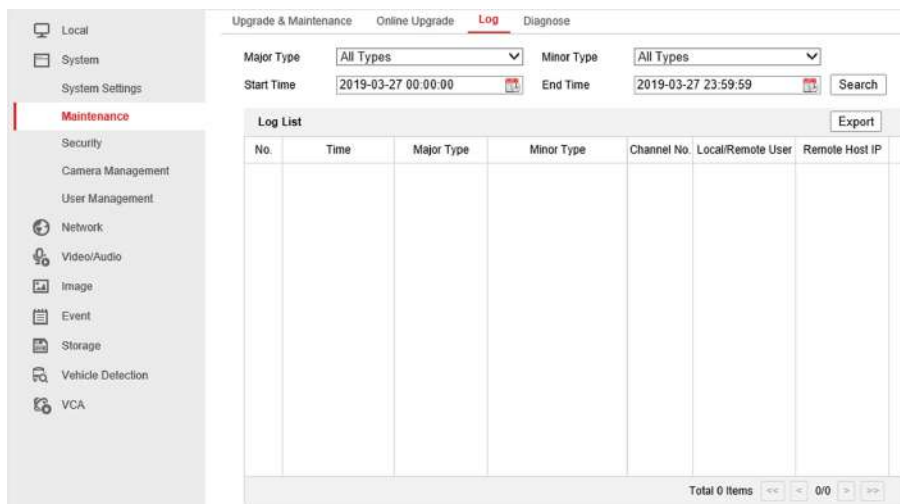 Local
System
System Settings
Maintenance
Security
Camera Management
User Management
Network
Video/Audio
Image
Event
Storage
Vehicle Detection
VCA
Upgrade & Maintenance Online Upgrade Log Diagnose
Major Type All Types Minor Type All Types
Start Time 2019-03-27 00:00:00 End Time 2019-03-27 23:59:59 Search
Log List Export
No. Time Major Type Minor Type Channel No. Local/Remote User Remote Host IP
Total 0 Items << < 0/0 > >>